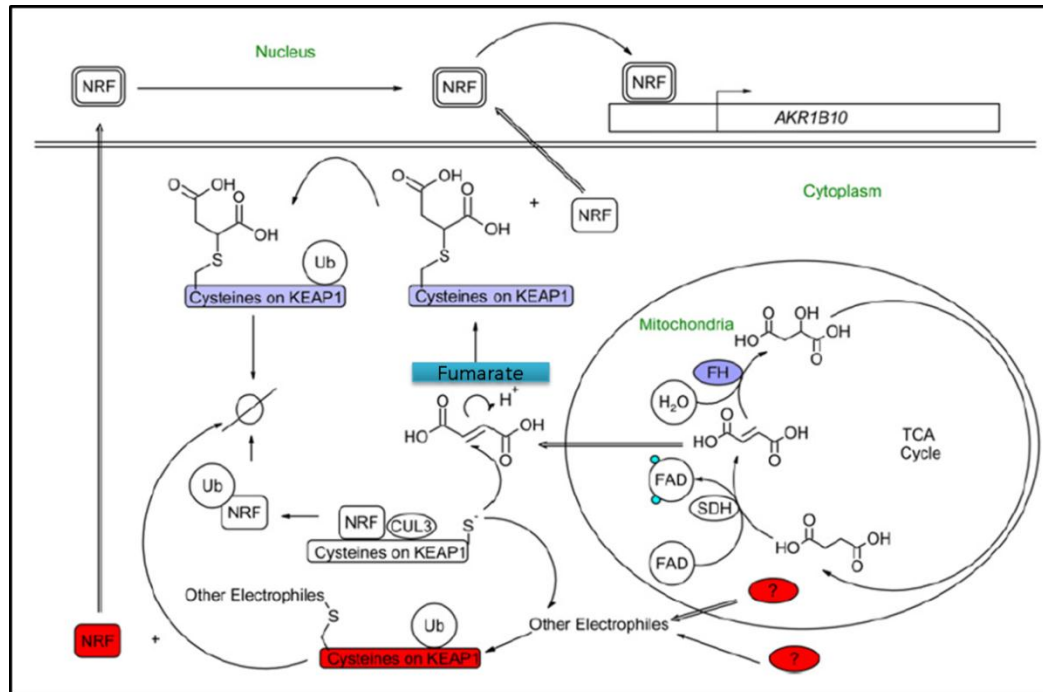 Nucleus
NRF
NRF
NRF
AKR1B10
Cytoplasm
O
OH
O
OH
S
Ub
Cysteines on KEAP1
O
OH
O
OH
S
+
NRF
Cysteines on KEAP1
Mitochondria
OH
O
HO
OH
O
FH
H2O
Fumarate
H+
O
HO
OH
O
O
HO
OH
O
TCA
Cycle
FAD
SDH
FAD
O
HO
OH
O
Ub
NRF
NRF
CUL3
S-
Cysteines on KEAP1
Other Electrophiles
S
?
NRF
+
Ub
Cysteines on KEAP1
Other Electrophiles
?